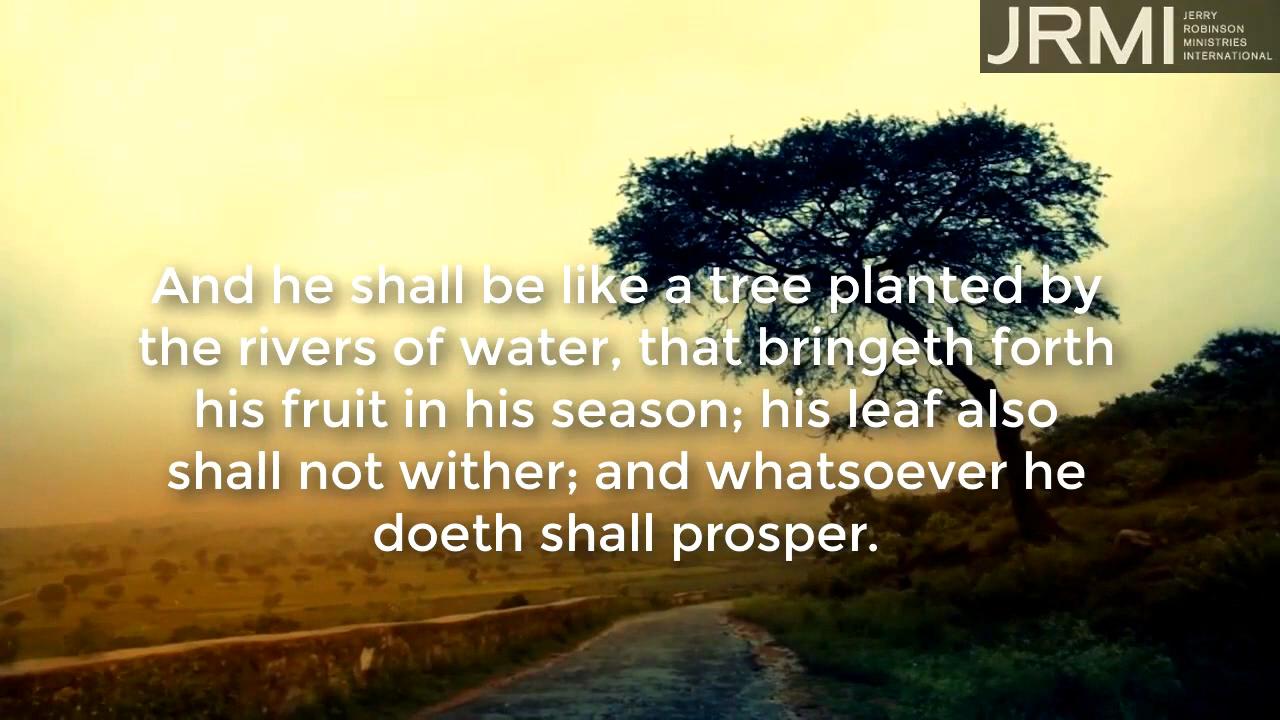 JRMI
JERRY
ROBINSON
MINISTRIES
INTERNATIONAL
And he shall be like a tree planted by
the rivers of water, that bringeth forth
his fruit in his season; his leaf also
shall not wither; and whatsoever he
doeth shall prosper.